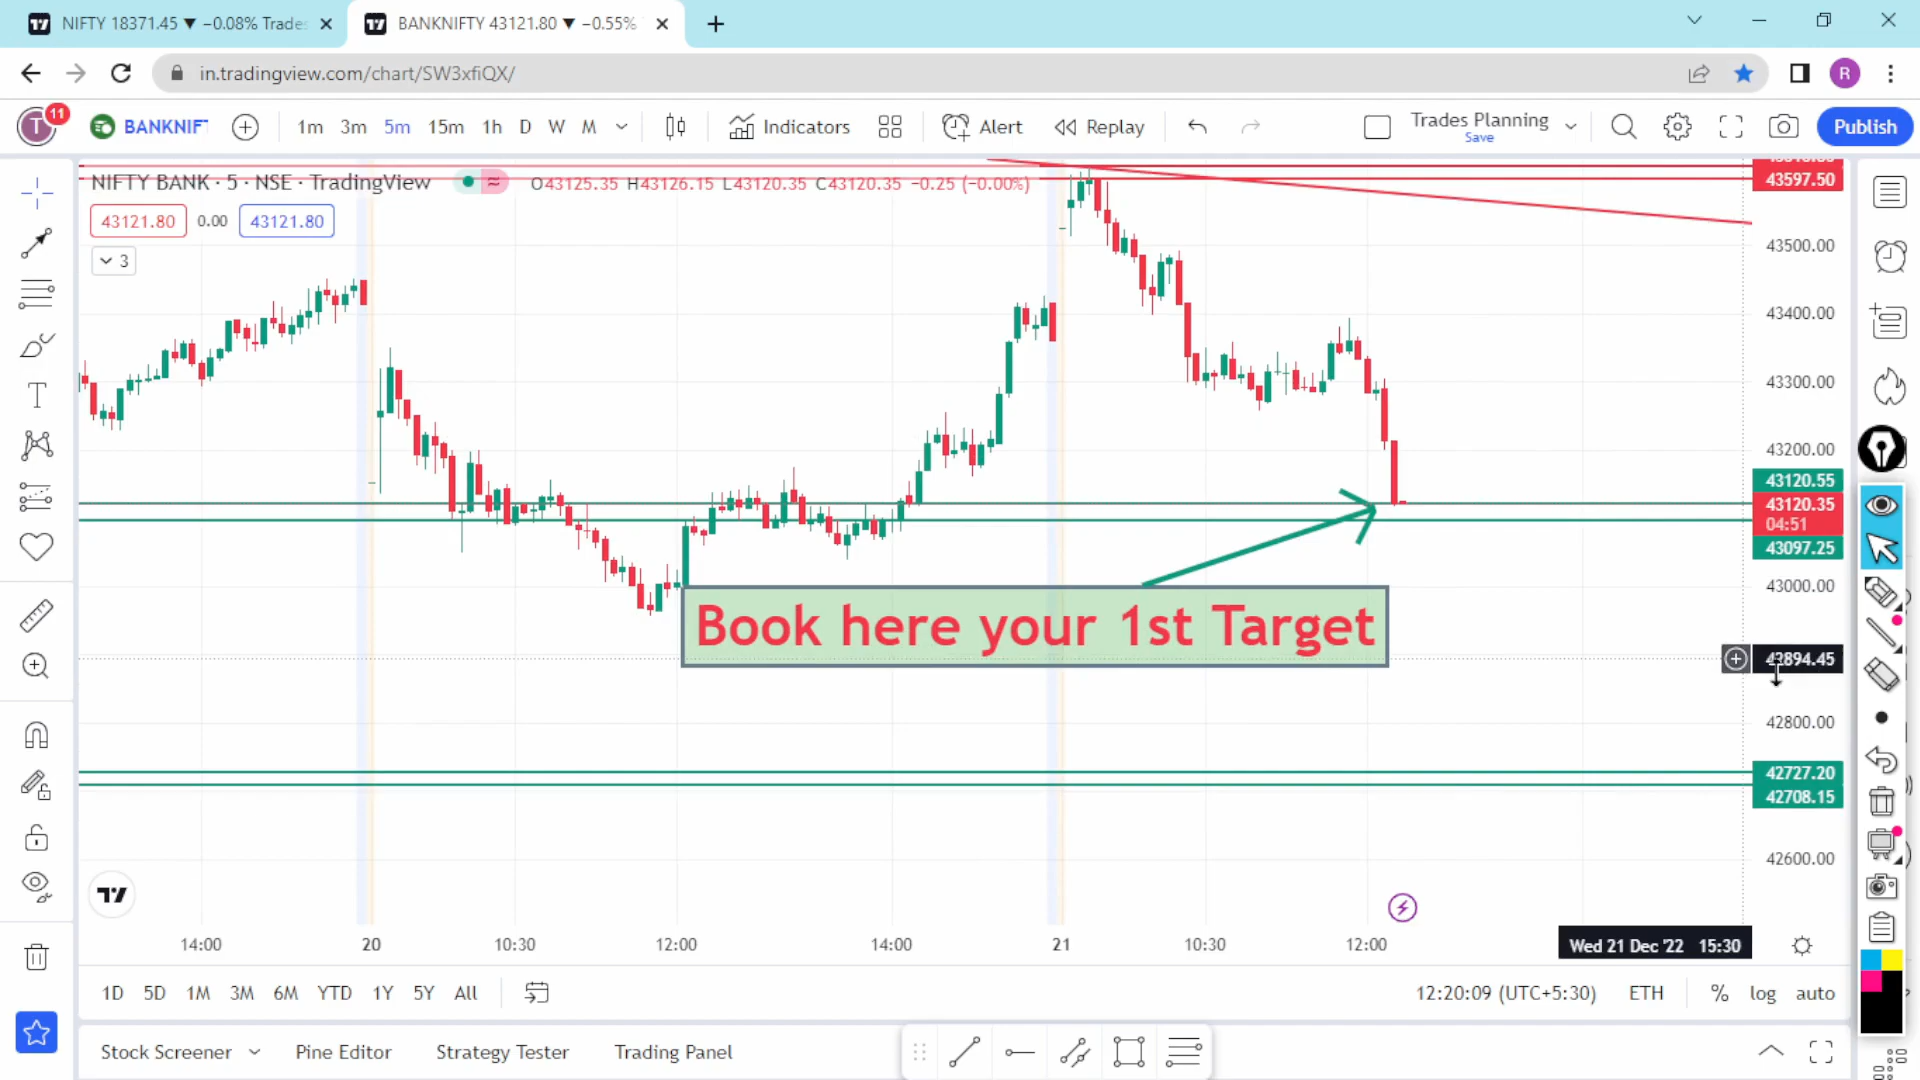 NIFTY 18371.45 ▼ −0.08% Trades
BANKNIFTY 43121.80 ▼ −0.55%
in.tradingview.com/chart/SW3xfiQX/
R
T 11 BANKNIFT 1m 3m 5m 15m 1h D W M Indicators Alert Replay Trades Planning Publish
Save
NIFTY BANK · 5 · NSE · TradingView O43125.35 H43126.15 L43120.35 C43120.35 −0.25 (−0.00%)
43121.80 0.00 43121.80
3
43597.50
43500.00
43400.00
43300.00
43200.00
43120.55
43120.35
04:51
43097.25
43000.00
Book here your 1st Target
42894.45
42800.00
42727.20
42708.15
42600.00
14:00 20 10:30 12:00 14:00 21 10:30 12:00 Wed 21 Dec '22 15:30
1D 5D 1M 3M 6M YTD 1Y 5Y All 12:20:09 (UTC+5:30) ETH % log auto
Stock Screener Pine Editor Strategy Tester Trading Panel